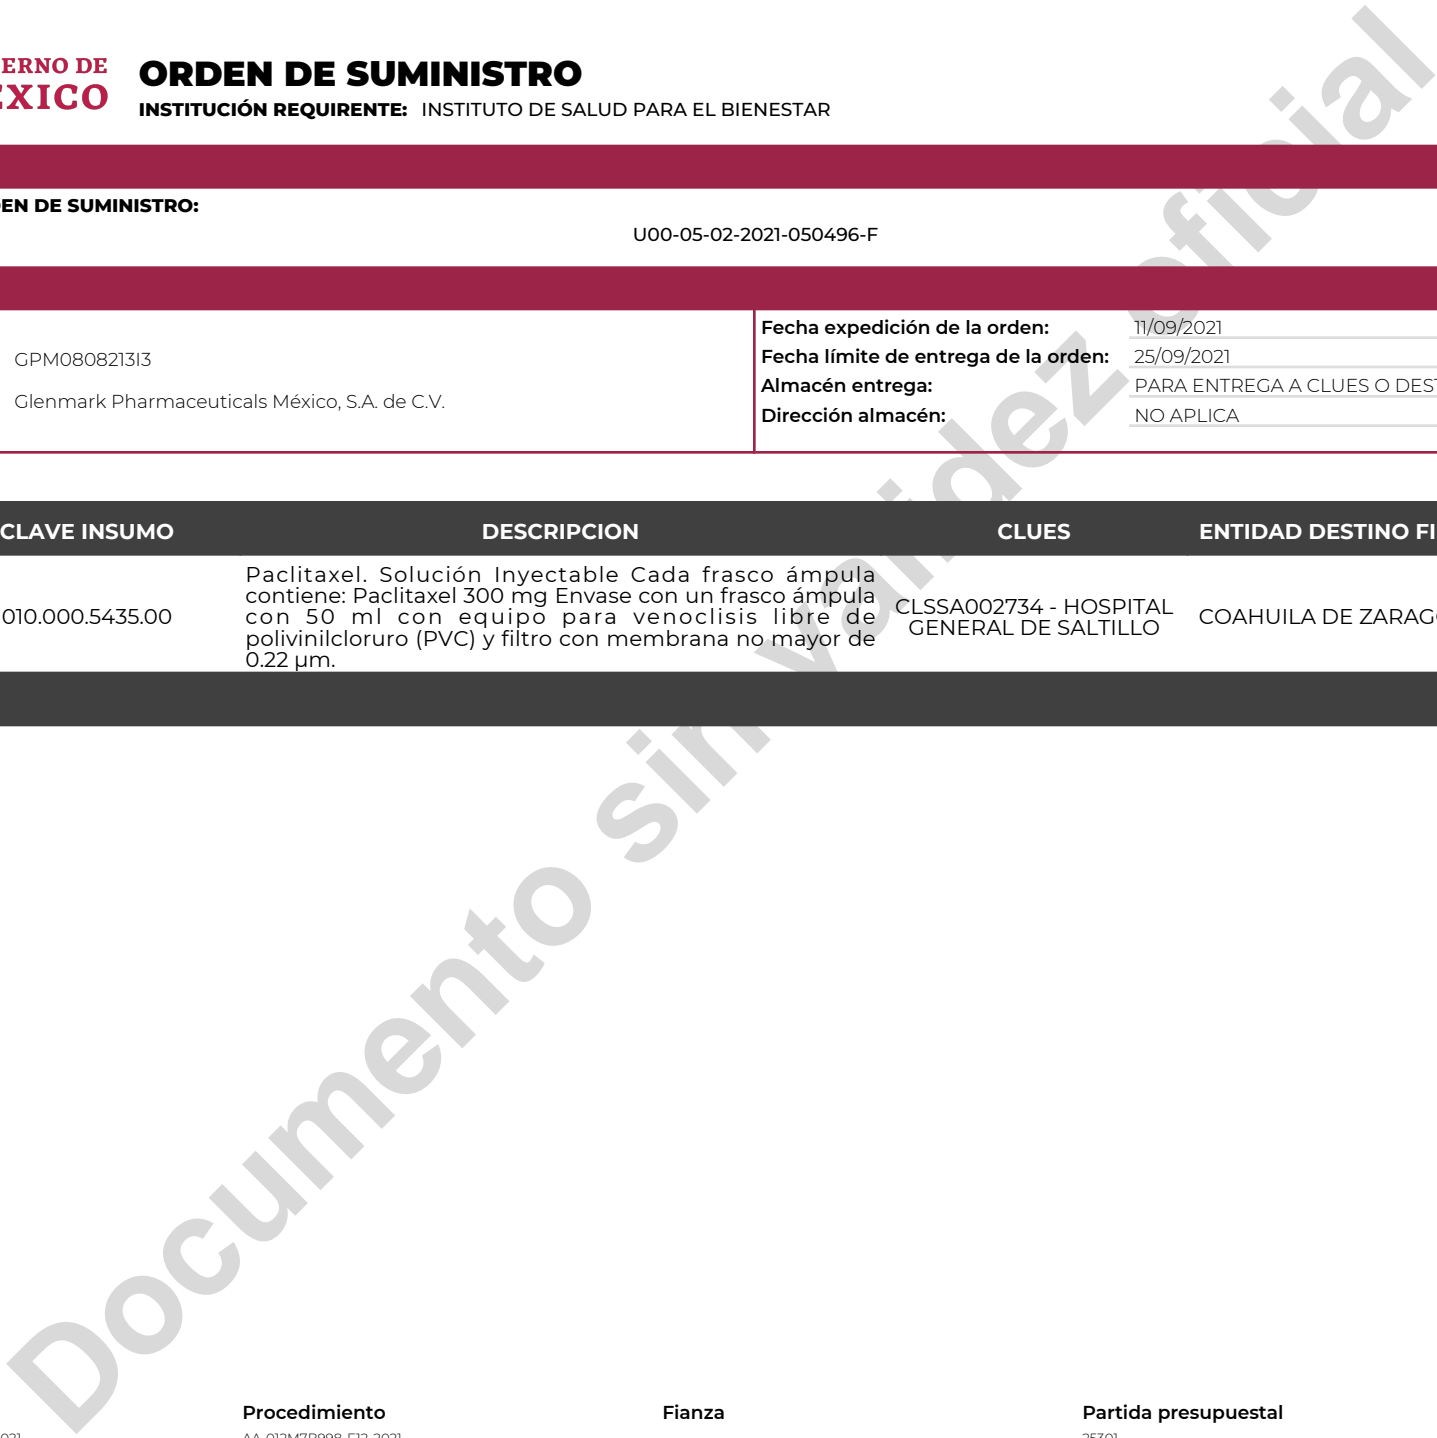 ERNO DE
ORDEN DE SUMINISTRO
INSTITUCIÓN REQUIRENTE: INSTITUTO DE SALUD PARA EL BIENESTAR
EN DE SUMINISTRO:
U00-05-02-2021-050496-F
GPM0808213I3
Glenmark Pharmaceuticals México, S.A. de C.V.
Fecha expedición de la orden: 11/09/2021
Fecha límite de entrega de la orden: 25/09/2021
Almacén entrega: PARA ENTREGA A CLUES O DEST
Dirección almacén: NO APLICA
CLAVE INSUMO DESCRIPCION CLUES ENTIDAD DESTINO FI
010.000.5435.00
Paclitaxel. Solución Inyectable Cada frasco ámpula
contiene: Paclitaxel 300 mg Envase con un frasco ámpula
con 50 ml con equipo para venoclisis libre de
polivinilcloruro (PVC) y filtro con membrana no mayor de
0.22 µm.
CLSSA002734 - HOSPITAL
GENERAL DE SALTILLO
COAHUILA DE ZARAG
Documento sin validez oficial
Procedimiento Fianza Partida presupuestal